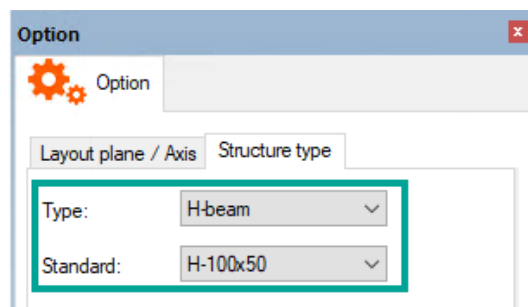 Option
Option
Layout plane / Axis Structure type
Type: H-beam
Standard: H-100x50